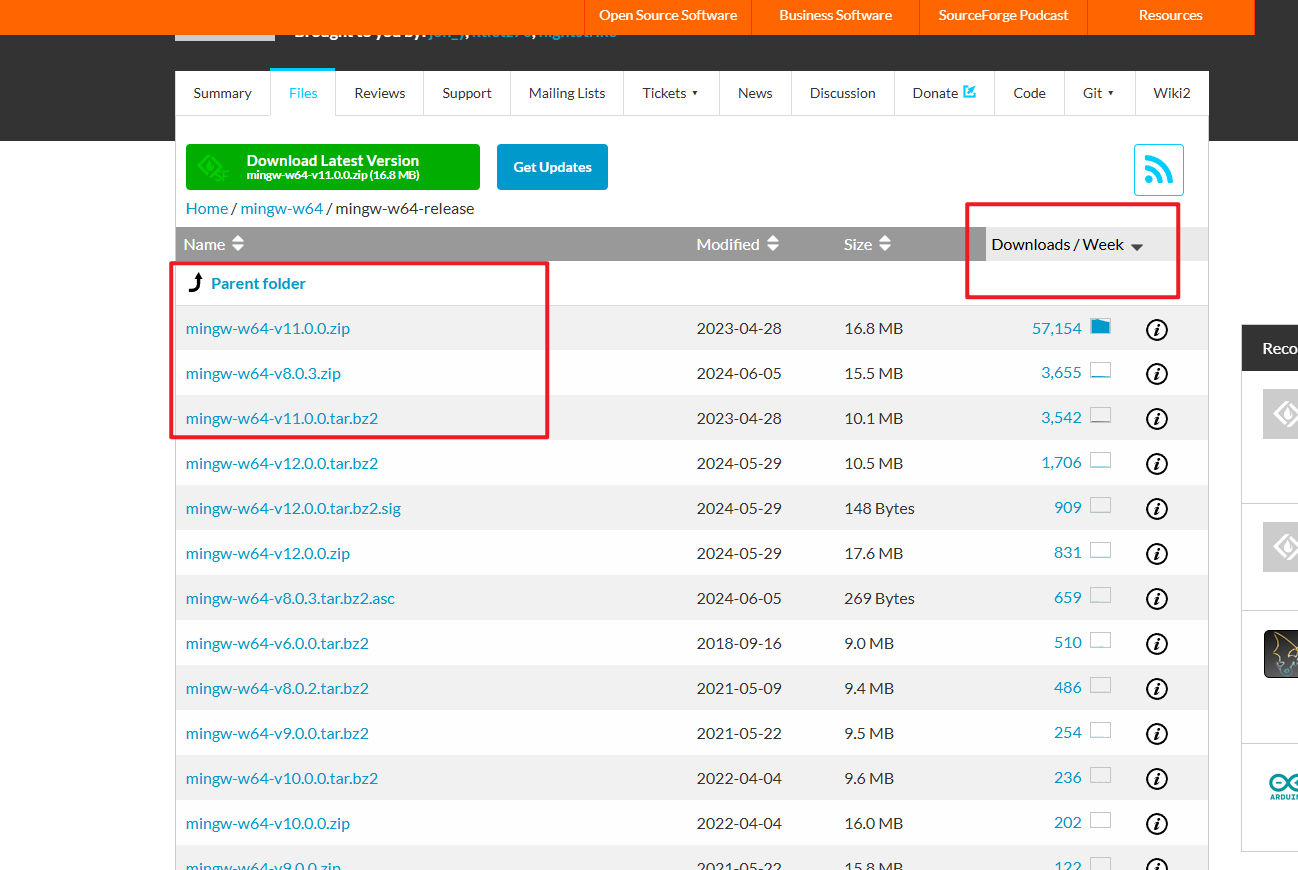 Open Source Software Business Software SourceForge Podcast Resources
Brought to you by:
Summary Files Reviews Support Mailing Lists Tickets News Discussion Donate Code Git Wiki2
SF Download Latest Version
mingw-w64-v11.0.0.zip (16.8 MB)
Get Updates
Home / mingw-w64 / mingw-w64-release
Name Modified Size Downloads / Week
Parent folder
mingw-w64-v11.0.0.zip 2023-04-28 16.8 MB 57,154
mingw-w64-v8.0.3.zip 2024-06-05 15.5 MB 3,655
mingw-w64-v11.0.0.tar.bz2 2023-04-28 10.1 MB 3,542
mingw-w64-v12.0.0.tar.bz2 2024-05-29 10.5 MB 1,706
mingw-w64-v12.0.0.tar.bz2.sig 2024-05-29 148 Bytes 909
mingw-w64-v12.0.0.zip 2024-05-29 17.6 MB 831
mingw-w64-v8.0.3.tar.bz2.asc 2024-06-05 269 Bytes 659
mingw-w64-v6.0.0.tar.bz2 2018-09-16 9.0 MB 510
mingw-w64-v8.0.2.tar.bz2 2021-05-09 9.4 MB 486
mingw-w64-v9.0.0.tar.bz2 2021-05-22 9.5 MB 254
mingw-w64-v10.0.0.tar.bz2 2022-04-04 9.6 MB 236
mingw-w64-v10.0.0.zip 2022-04-04 16.0 MB 202
mingw-w64-v9.0.0.zip 2021-05-22 15.8 MB 122
Reco
ARDUI